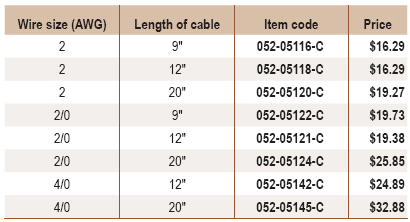 Wire size (AWG) Length of cable Item code Price
2 9" 052-05116-C $16.29
2 12" 052-05118-C $16.29
2 20" 052-05120-C $19.27
2/0 9" 052-05122-C $19.73
2/0 12" 052-05121-C $19.38
2/0 20" 052-05124-C $25.85
4/0 12" 052-05142-C $24.89
4/0 20" 052-05145-C $32.88